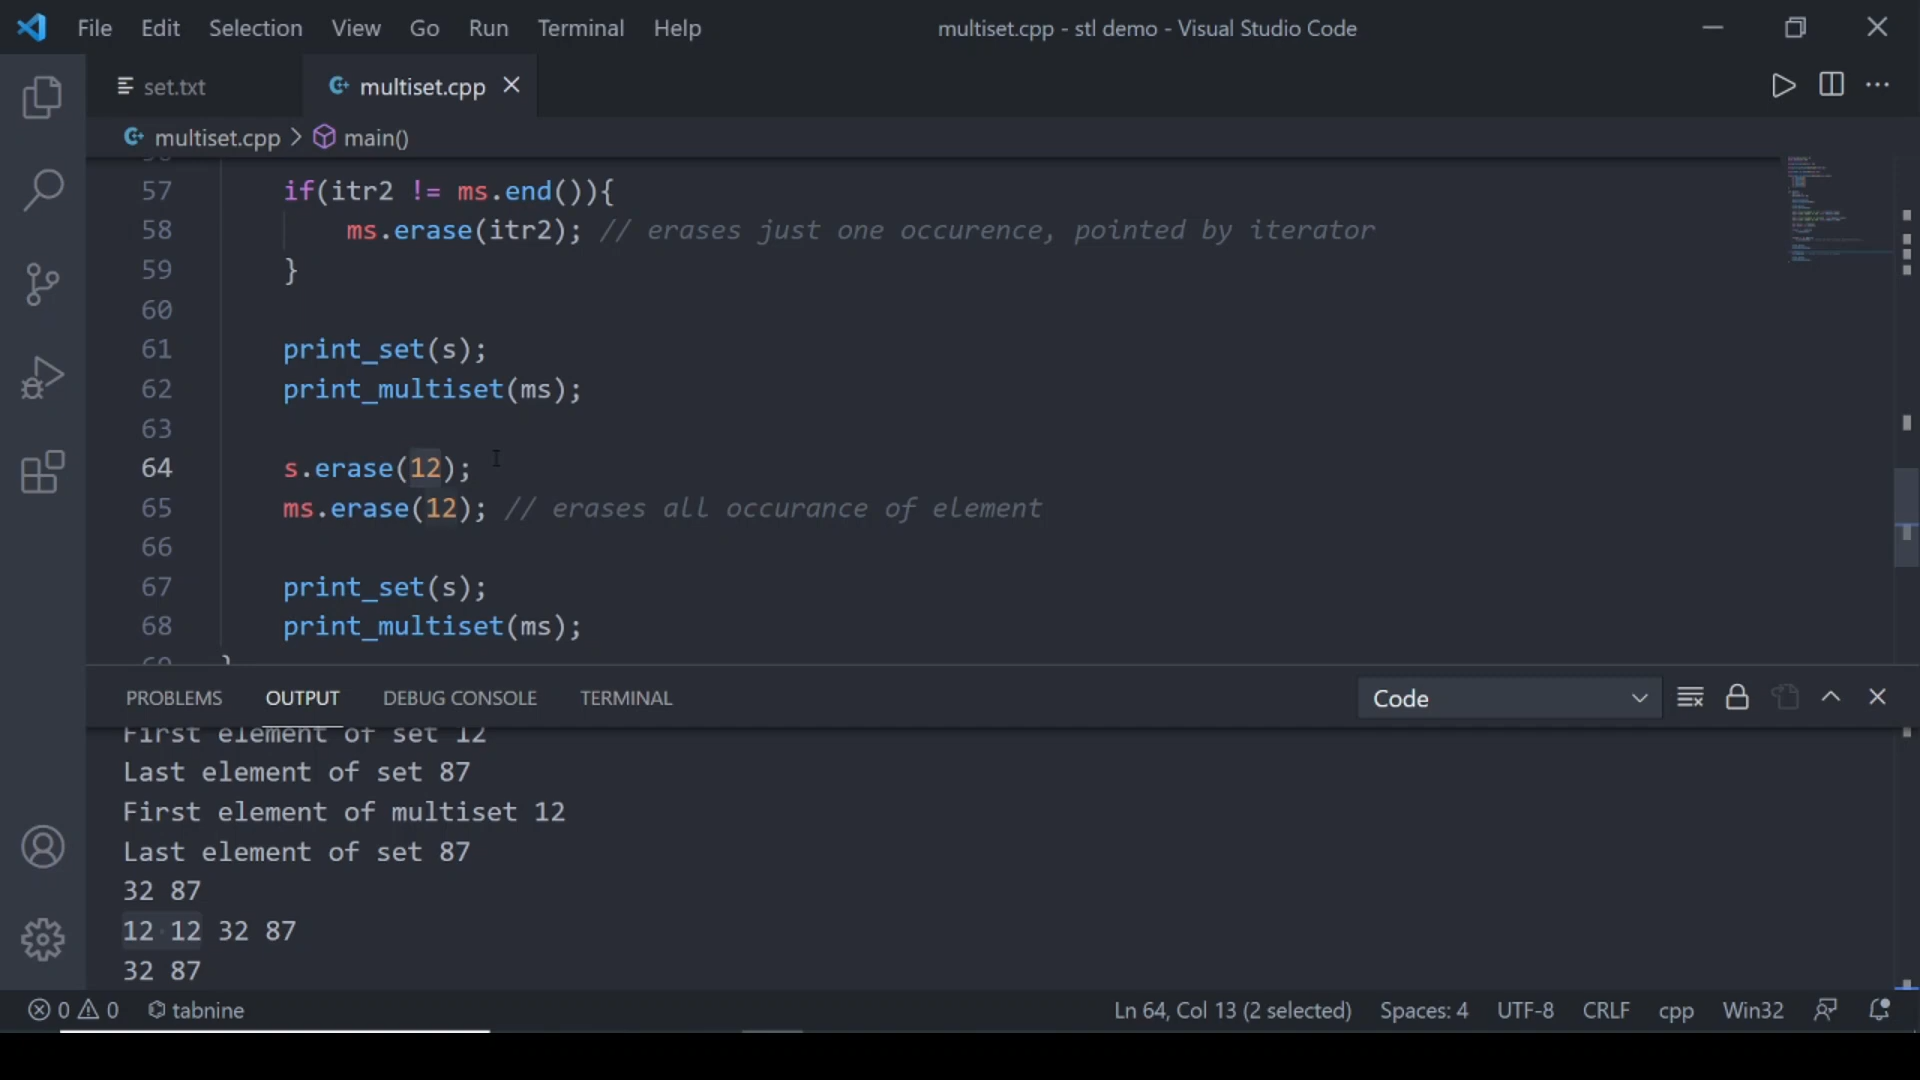 File Edit Selection View Go Run Terminal Help multiset.cpp - stl demo - Visual Studio Code
set.txt multiset.cpp
multiset.cpp > main()
57 if(itr2 != ms.end()){
58 ms.erase(itr2); // erases just one occurence, pointed by iterator
59 }
60
61 print_set(s);
62 print_multiset(ms);
63
64 s.erase(12);
65 ms.erase(12); // erases all occurance of element
66
67 print_set(s);
68 print_multiset(ms);
PROBLEMS OUTPUT DEBUG CONSOLE TERMINAL Code
First element of set 12
Last element of set 87
First element of multiset 12
Last element of set 87
32 87
12 12 32 87
32 87
0 0 tabnine Ln 64, Col 13 (2 selected) Spaces: 4 UTF-8 CRLF cpp Win32